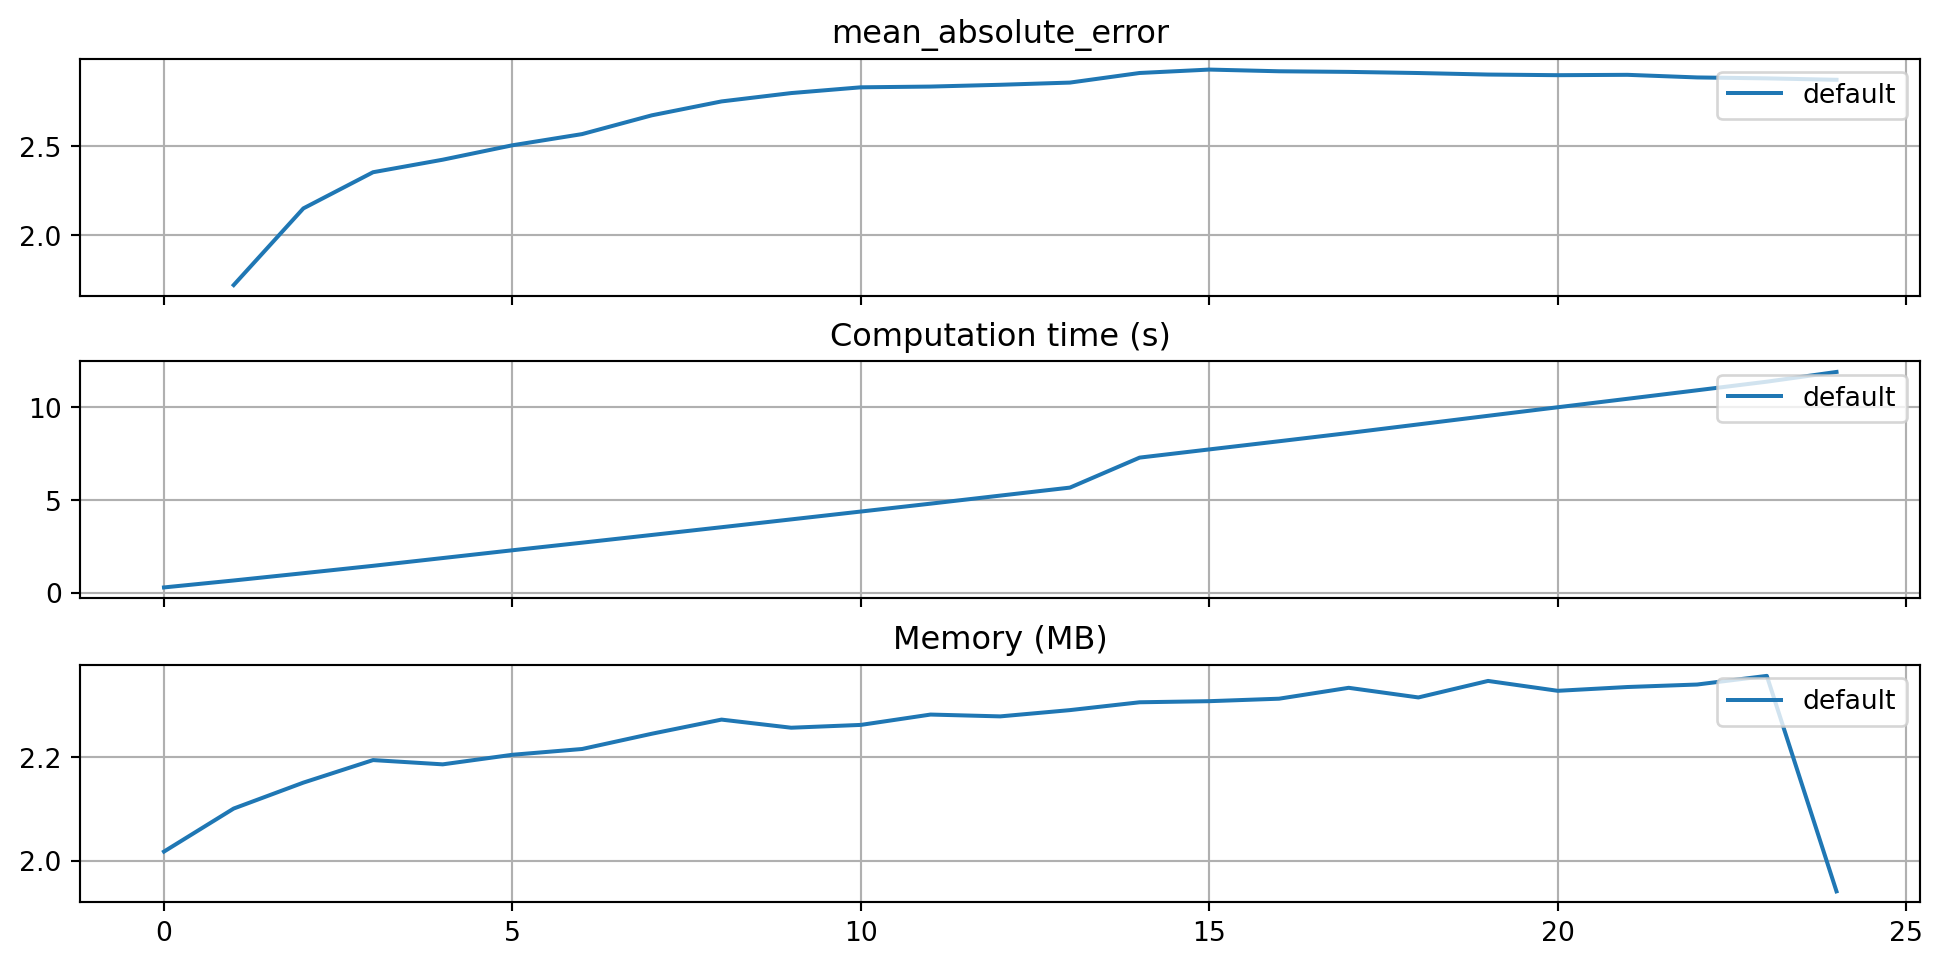 mean_absolute_error
2.5
2.0
default
Computation time (s)
10
5
0
default
Memory (MB)
2.2
2.0
default
0 5 10 15 20 25